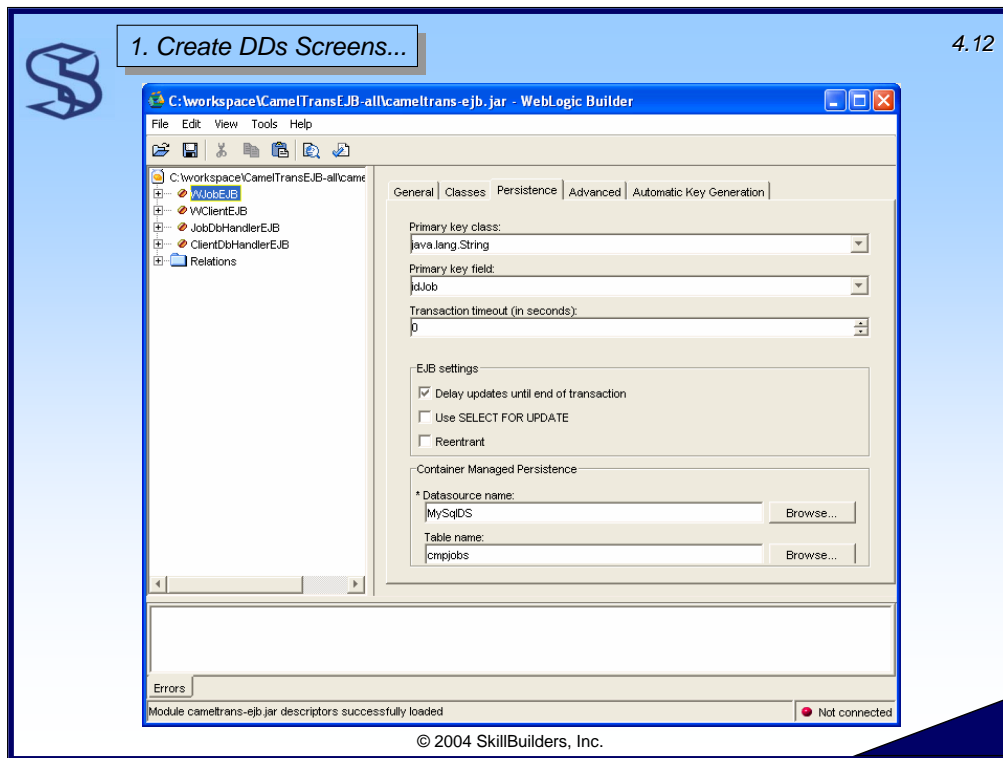 1. Create DDs Screens...
4.12
C:\workspace\CamelTransEJB-all\cameltrans-ejb.jar - WebLogic Builder
File Edit View Tools Help
C:\workspace\CamelTransEJB-all\came
WJobEJB
WClientEJB
JobDbHandlerEJB
ClientDbHandlerEJB
Relations
General Classes Persistence Advanced Automatic Key Generation
Primary key class:
java.lang.String
Primary key field:
idJob
Transaction timeout (in seconds):
0
EJB settings
Delay updates until end of transaction
Use SELECT FOR UPDATE
Reentrant
Container Managed Persistence
* Datasource name:
MySqlDS Browse...
Table name:
cmpjobs Browse...
Errors
Module cameltrans-ejb.jar descriptors successfully loaded Not connected
© 2004 SkillBuilders, Inc.